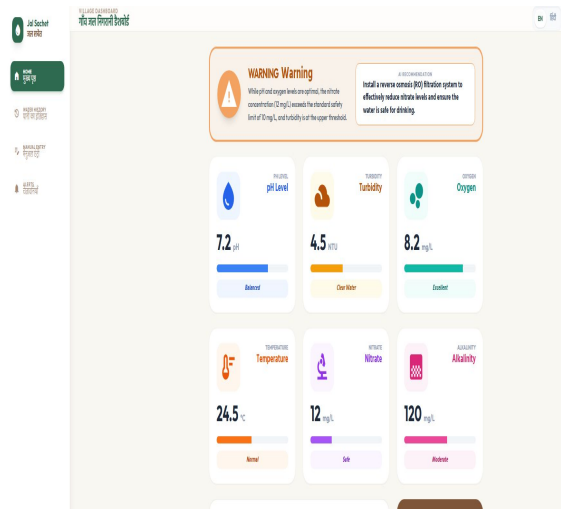 Jal Sachet
जल सचेत
HOME
मुख्य पृष्ठ
WATER HISTORY
पानी का इतिहास
MANUAL ENTRY
मैनुअल एंट्री
ALERTS
चेतावनियाँ
VILLAGE DASHBOARD
गाँव जल निगरानी डैशबोर्ड
EN हिंदी
WARNING Warning
While pH and oxygen levels are optimal, the nitrate
concentration (12 mg/L) exceeds the standard safety
limit of 10 mg/L, and turbidity is at the upper threshold.
AI RECOMMENDATION
Install a reverse osmosis (RO) filtration system to
effectively reduce nitrate levels and ensure the
water is safe for drinking.
PH LEVEL
pH Level
7.2 pH
Balanced
TURBIDITY
Turbidity
4.5 NTU
Clear Water
OXYGEN
Oxygen
8.2 mg/L
Excellent
TEMPERATURE
Temperature
24.5 °C
Normal
NITRATE
Nitrate
12 mg/L
Safe
ALKALINITY
Alkalinity
120 mg/L
Moderate